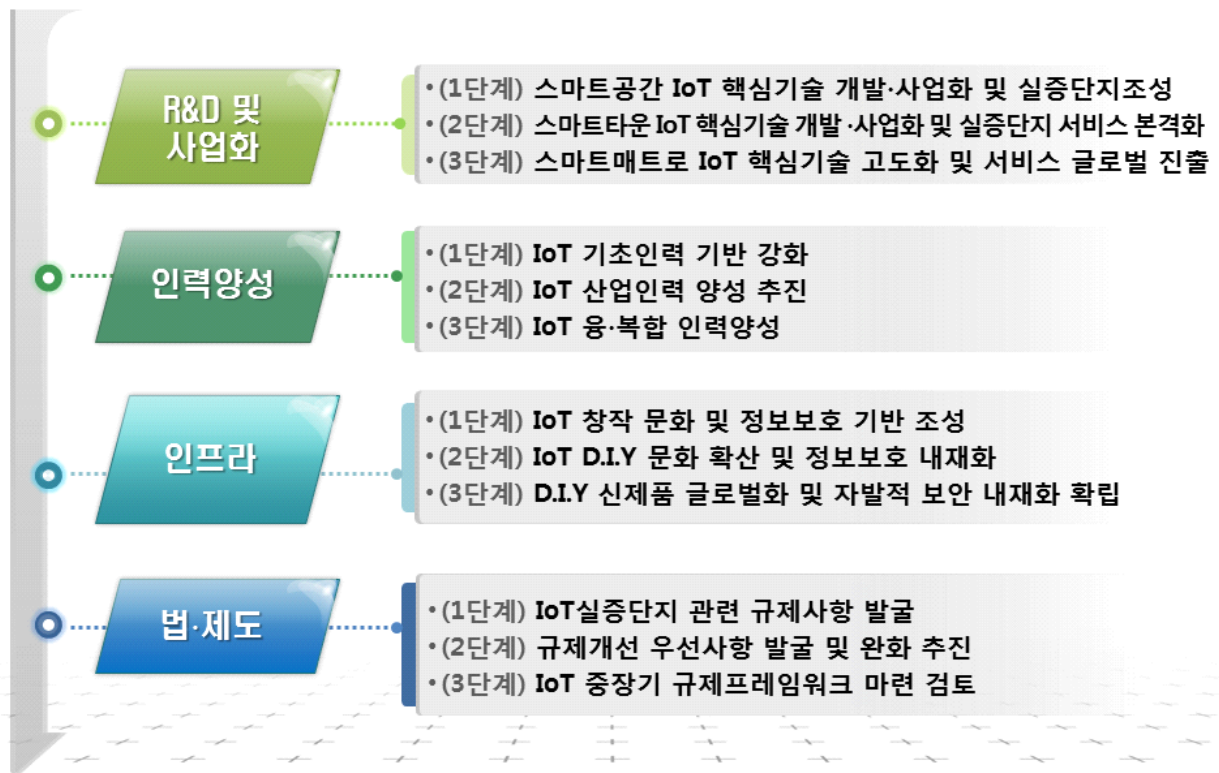 R&D 및
사업화
•(1단계) 스마트공간 IoT 핵심기술 개발·사업화 및 실증단지조성
•(2단계) 스마트타운 IoT 핵심기술 개발·사업화 및 실증단지 서비스 본격화
•(3단계) 스마트매트로 IoT 핵심기술 고도화 및 서비스 글로벌 진출
인력양성
•(1단계) IoT 기초인력 기반 강화
•(2단계) IoT 산업인력 양성 추진
•(3단계) IoT 융·복합 인력양성
인프라
•(1단계) IoT 창작 문화 및 정보보호 기반 조성
•(2단계) IoT D.I.Y 문화 확산 및 정보보호 내재화
•(3단계) D.I.Y 신제품 글로벌화 및 자발적 보안 내재화 확립
법·제도
•(1단계) IoT실증단지 관련 규제사항 발굴
•(2단계) 규제개선 우선사항 발굴 및 완화 추진
•(3단계) IoT 중장기 규제프레임워크 마련 검토